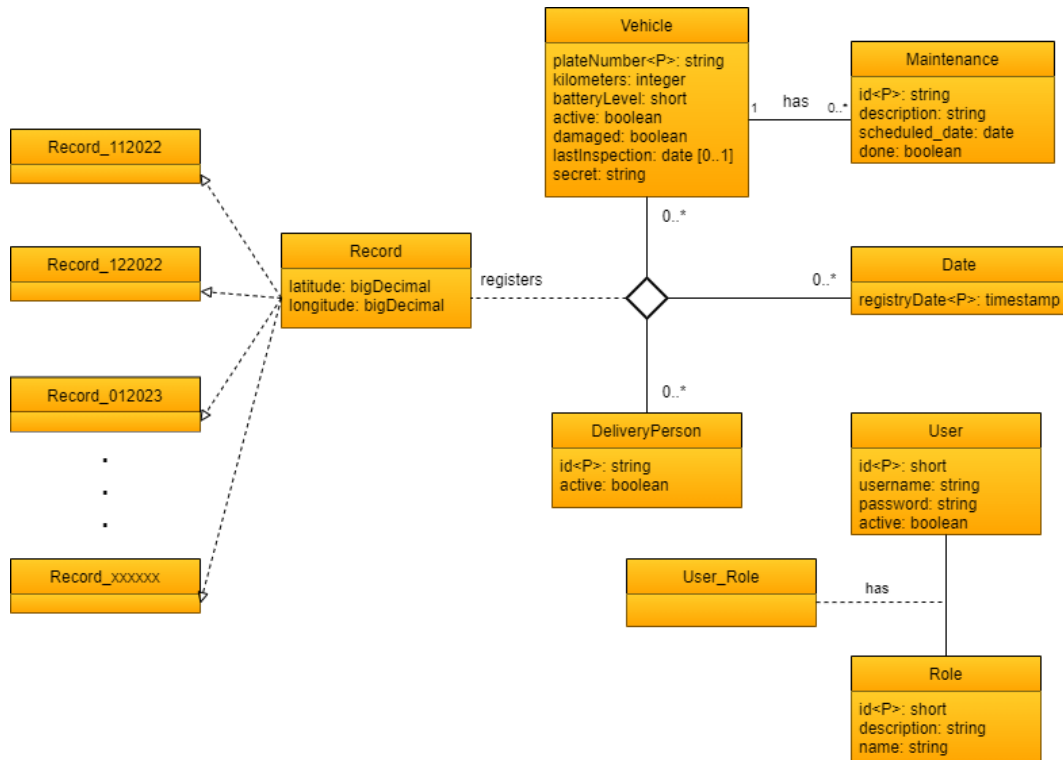 Vehicle
plateNumber<P>: string
kilometers: integer
batteryLevel: short
active: boolean
damaged: boolean
lastInspection: date [0..1]
secret: string
1
has
0..*
Maintenance
id<P>: string
description: string
scheduled_date: date
done: boolean
Record_112022
Record_122022
Record_012023
.
.
.
Record_xxxxxx
Record
latitude: bigDecimal
longitude: bigDecimal
registers
0..*
0..*
Date
registryDate<P>: timestamp
0..*
DeliveryPerson
id<P>: string
active: boolean
User
id<P>: short
username: string
password: string
active: boolean
User_Role
has
Role
id<P>: short
description: string
name: string